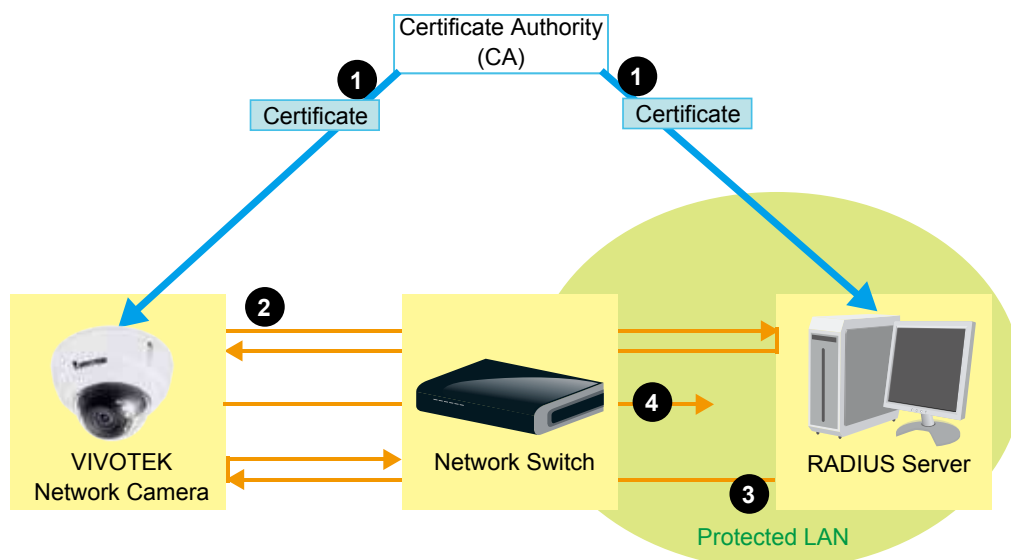 Certificate Authority
(CA)
1
1
Certificate
Certificate
2
4
VIVOTEK
Network Camera
Network Switch
RADIUS Server
3
Protected LAN